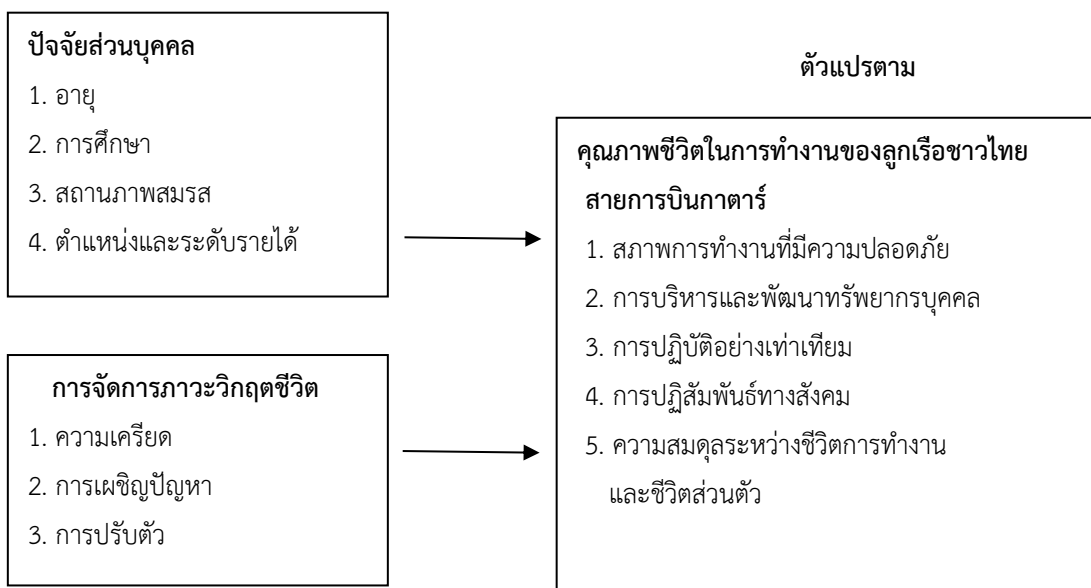 ปัจจัยส่วนบุคคล
1. อายุ
2. การศึกษา
3. สถานภาพสมรส
4. ตำแหน่งและระดับรายได้
การจัดการภาวะวิกฤตชีวิต
1. ความเครียด
2. การเผชิญปัญหา
3. การปรับตัว
ตัวแปรตาม
คุณภาพชีวิตในการทำงานของลูกเรือชาวไทย
สายการบินกาตาร์
1. สภาพการทำงานที่มีความปลอดภัย
2. การบริหารและพัฒนาทรัพยากรบุคคล
3. การปฏิบัติอย่างเท่าเทียม
4. การปฏิสัมพันธ์ทางสังคม
5. ความสมดุลระหว่างชีวิตการทำงาน
และชีวิตส่วนตัว